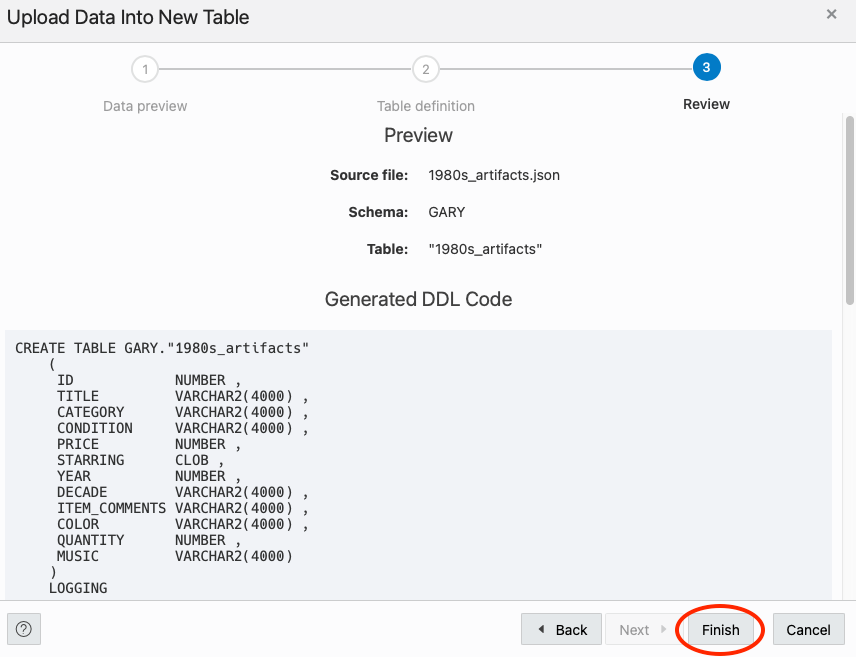 Upload Data Into New Table
×
1
2
3
Data preview
Table definition
Review
Preview
Source file: 1980s_artifacts.json
Schema: GARY
Table: "1980s_artifacts"
Generated DDL Code
CREATE TABLE GARY."1980s_artifacts"
(
ID NUMBER ,
TITLE VARCHAR2(4000) ,
CATEGORY VARCHAR2(4000) ,
CONDITION VARCHAR2(4000) ,
PRICE NUMBER ,
STARRING CLOB ,
YEAR NUMBER ,
DECADE VARCHAR2(4000) ,
ITEM_COMMENTS VARCHAR2(4000) ,
COLOR VARCHAR2(4000) ,
QUANTITY NUMBER ,
MUSIC VARCHAR2(4000)
)
LOGGING
? Back Next Finish Cancel